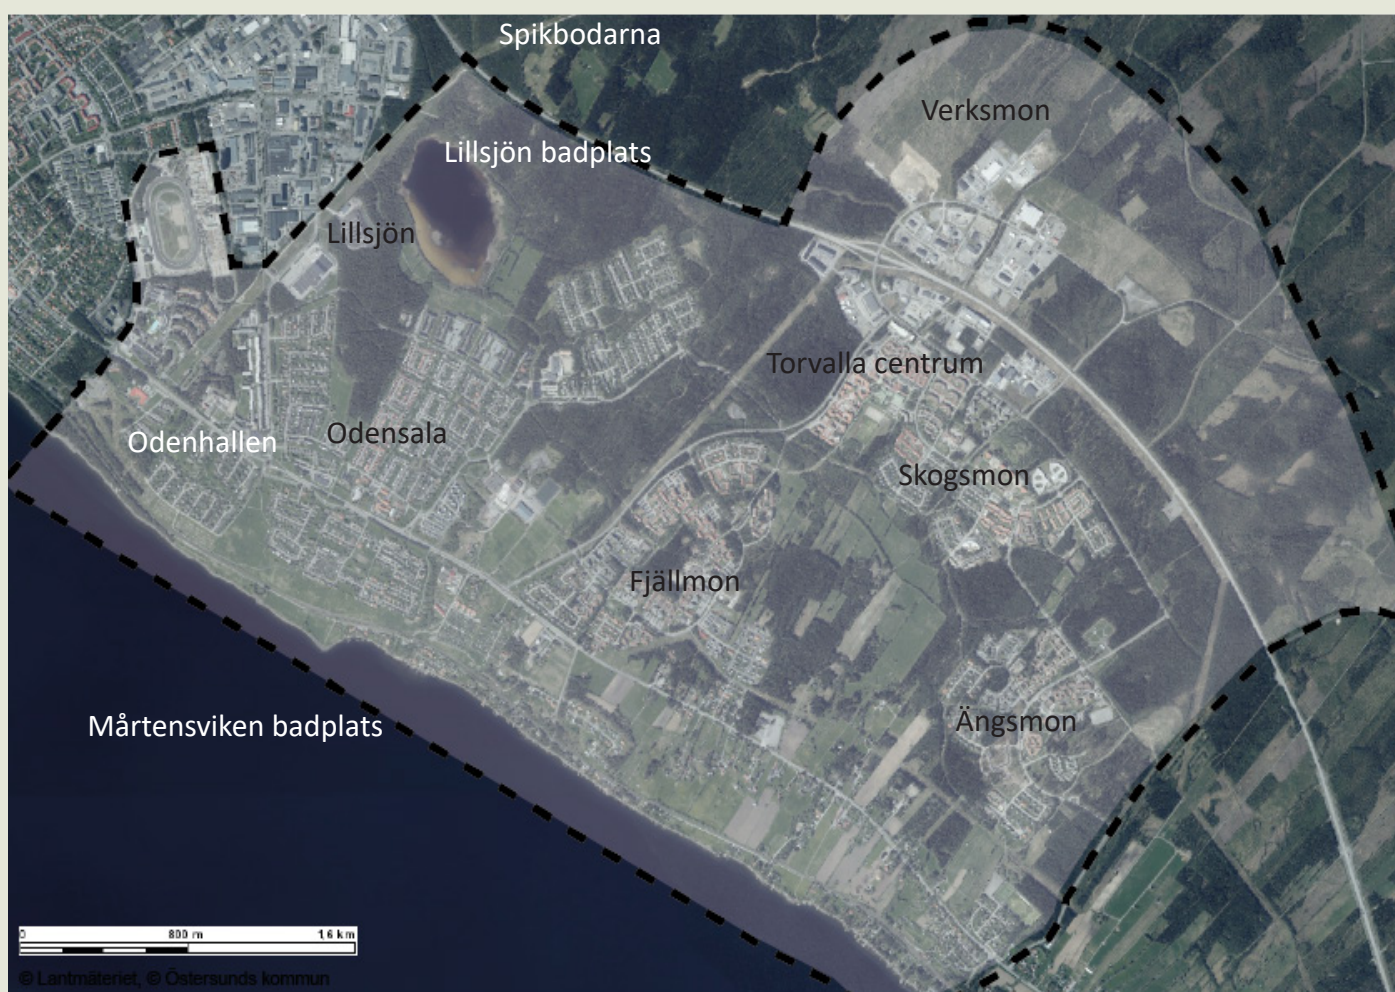 Spikbodarna
Verksmon
Lillsjön badplats
Lillsjön
Torvalla centrum
Odensala
Odenhallen
Skogsmon
Fjällmon
Ängsmon
Mårtensviken badplats
0 800 m 1,6 km
© Lantmäteriet, © Östersunds kommun